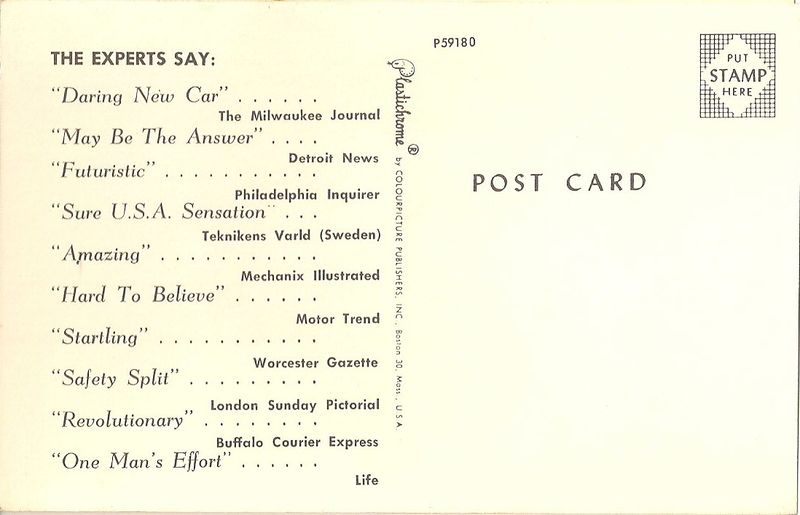 THE EXPERTS SAY:
“Daring New Car” . . . . . .
The Milwaukee Journal
“May Be The Answer” . . . .
Detroit News
“Futuristic” . . . . . . . . . . .
Philadelphia Inquirer
“Sure U.S.A. Sensation” . . .
Teknikens Varld (Sweden)
“Amazing” . . . . . . . . . . .
Mechanix Illustrated
“Hard To Believe” . . . . . .
Motor Trend
“Startling” . . . . . . . . . . .
Worcester Gazette
“Safety Split” . . . . . . . . .
London Sunday Pictorial
“Revolutionary” . . . . . . . .
Buffalo Courier Express
“One Man’s Effort” . . . . . .
Life
Plastichrome ® by COLOURPICTURE PUBLISHERS, INC., Boston 30, Mass., U S A
P59180
POST CARD
PUT
STAMP
HERE